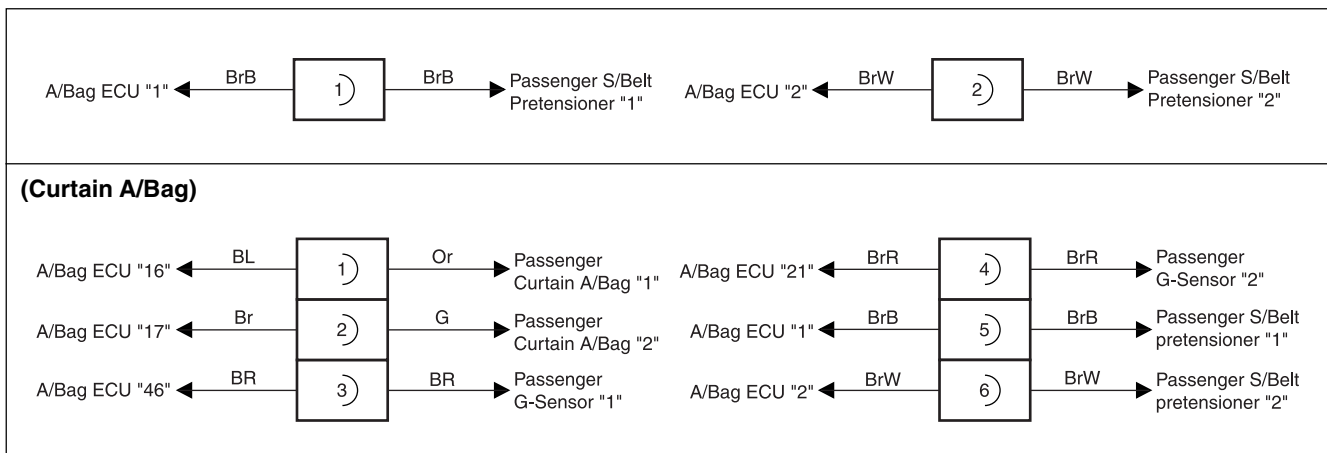 A/Bag ECU "1" BrB 1 BrB Passenger S/Belt
Pretensioner "1"
A/Bag ECU "2" BrW 2 BrW Passenger S/Belt
Pretensioner "2"
(Curtain A/Bag)
A/Bag ECU "16" BL 1 Or Passenger
Curtain A/Bag "1"
A/Bag ECU "17" Br 2 G Passenger
Curtain A/Bag "2"
A/Bag ECU "46" BR 3 BR Passenger
G-Sensor "1"
A/Bag ECU "21" BrR 4 BrR Passenger
G-Sensor "2"
A/Bag ECU "1" BrB 5 BrB Passenger S/Belt
pretensioner "1"
A/Bag ECU "2" BrW 6 BrW Passenger S/Belt
pretensioner "2"